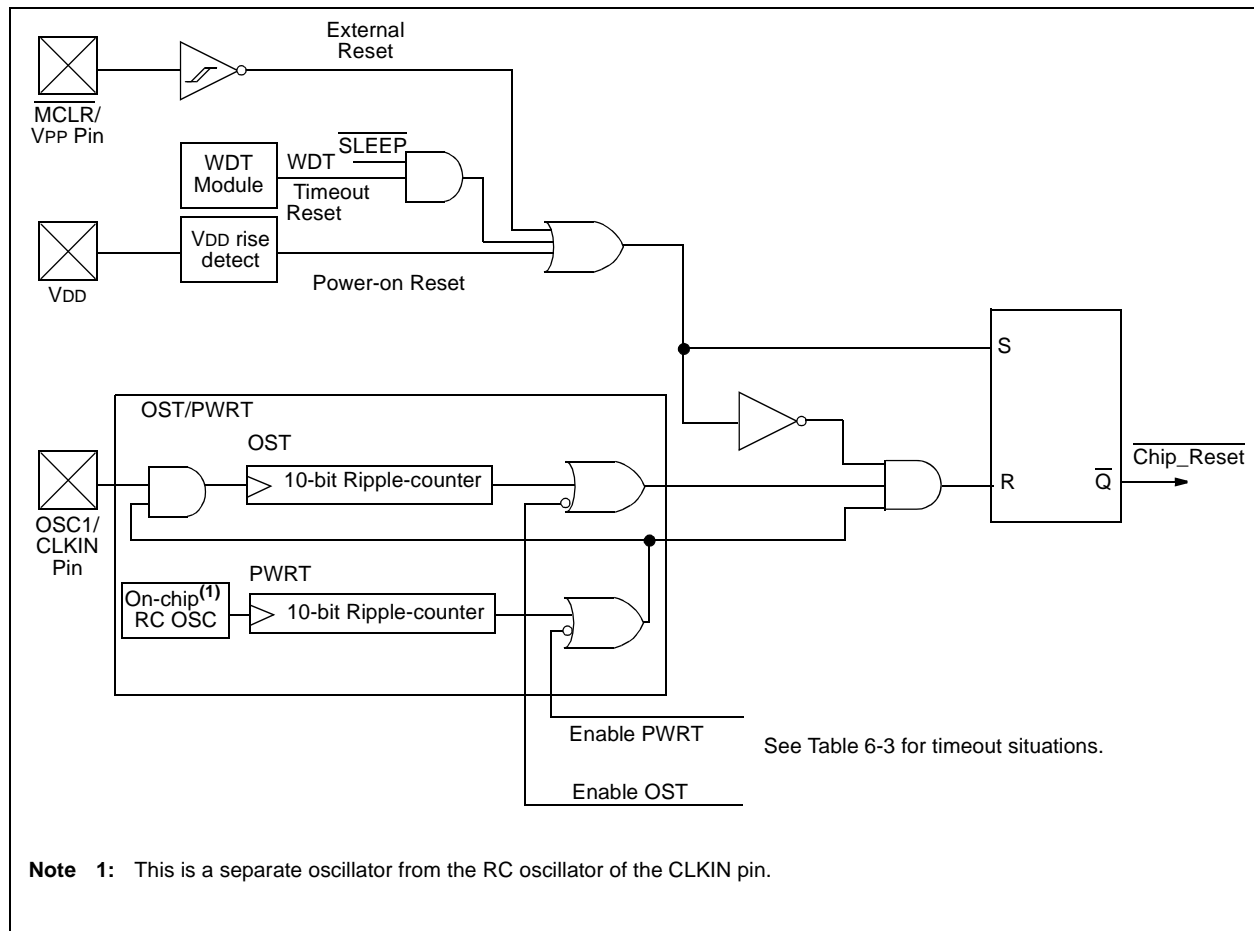 External
Reset
MCLR/
VPP Pin
SLEEP
WDT
Module
WDT
Timeout
Reset
VDD rise
detect
Power-on Reset
VDD
S
OST/PWRT
OST
10-bit Ripple-counter
Chip_Reset
R
Q
OSC1/
CLKIN
Pin
PWRT
On-chip(1)
RC OSC
10-bit Ripple-counter
Enable PWRT
See Table 6-3 for timeout situations.
Enable OST
Note 1: This is a separate oscillator from the RC oscillator of the CLKIN pin.